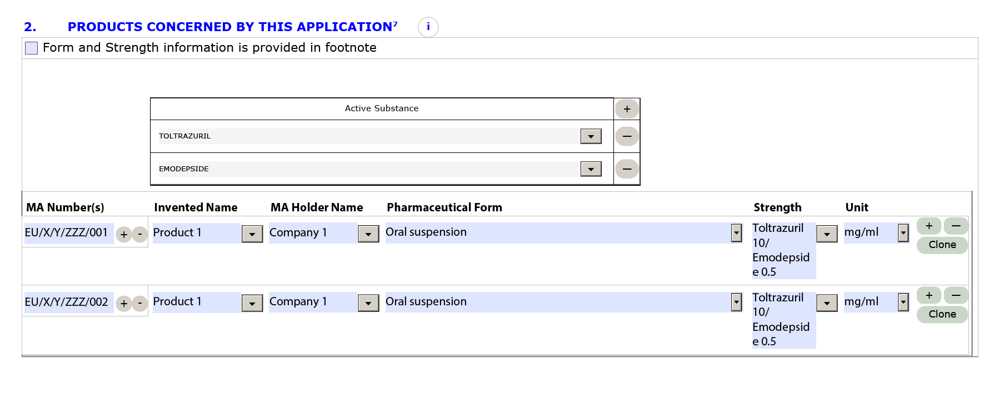 2. PRODUCTS CONCERNED BY THIS APPLICATION⁷ i
Form and Strength information is provided in footnote
Active Substance +
TOLTRAZURIL —
EMODEPSIDE —
MA Number(s) Invented Name MA Holder Name Pharmaceutical Form Strength Unit
EU/X/Y/ZZZ/001 + - Product 1 Company 1 Oral suspension Toltrazuril mg/ml + —
10/ Clone
Emodepsid
e 0.5
EU/X/Y/ZZZ/002 + - Product 1 Company 1 Oral suspension Toltrazuril mg/ml + —
10/ Clone
Emodepsid
e 0.5